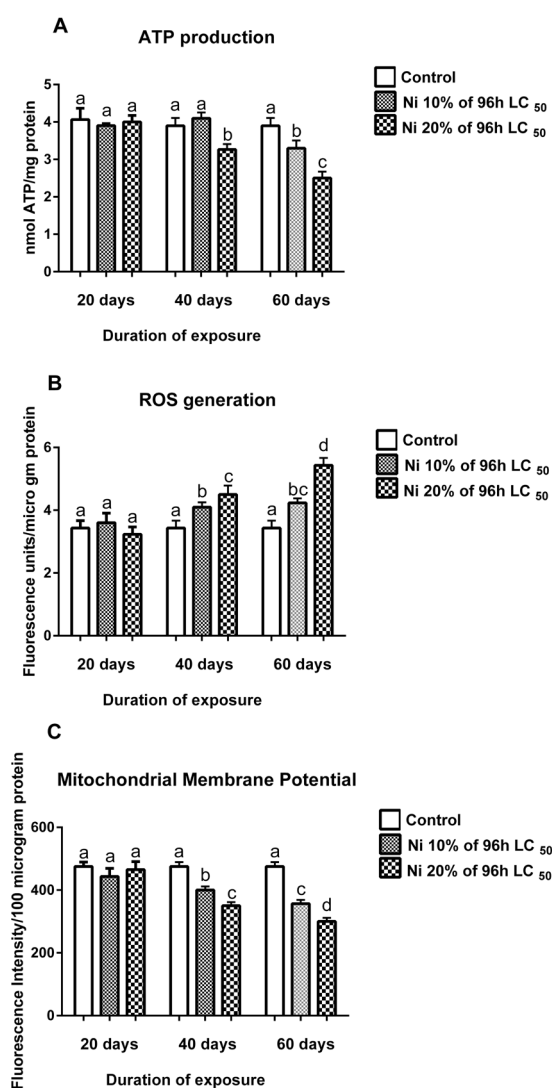 A
ATP production
Control
Ni 10% of 96h LC 50
Ni 20% of 96h LC 50
nmol ATP/mg protein
5
4
3
2
1
0
a a a a a b a b c
20 days 40 days 60 days
Duration of exposure
B
ROS generation
Control
Ni 10% of 96h LC 50
Ni 20% of 96h LC 50
Fluorescence units/micro gm protein
6
4
2
0
a a a a b c a bc d
20 days 40 days 60 days
Duration of exposure
C
Mitochondrial Membrane Potential
Control
Ni 10% of 96h LC 50
Ni 20% of 96h LC 50
Fluorescence Intensity/100 microgram protein
600
400
200
0
a a a a b c a c d
20 days 40 days 60 days
Duration of exposure